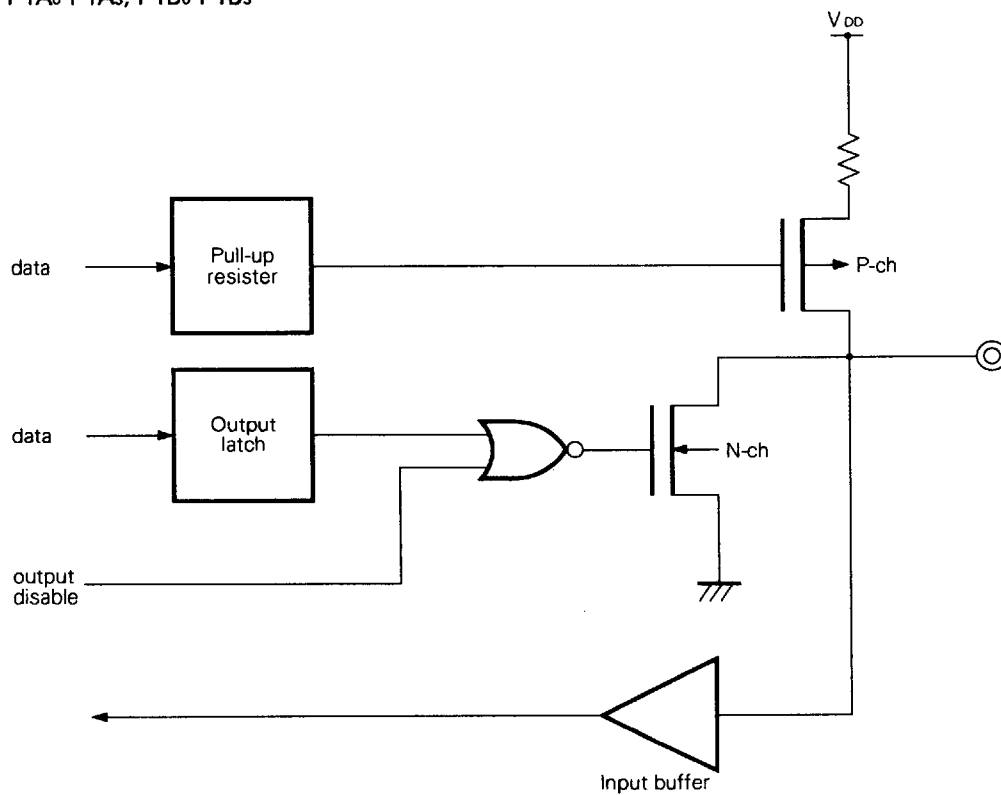 VDD
data
Pull-up
resister
P-ch
data
Output
latch
N-ch
output
disable
Input buffer